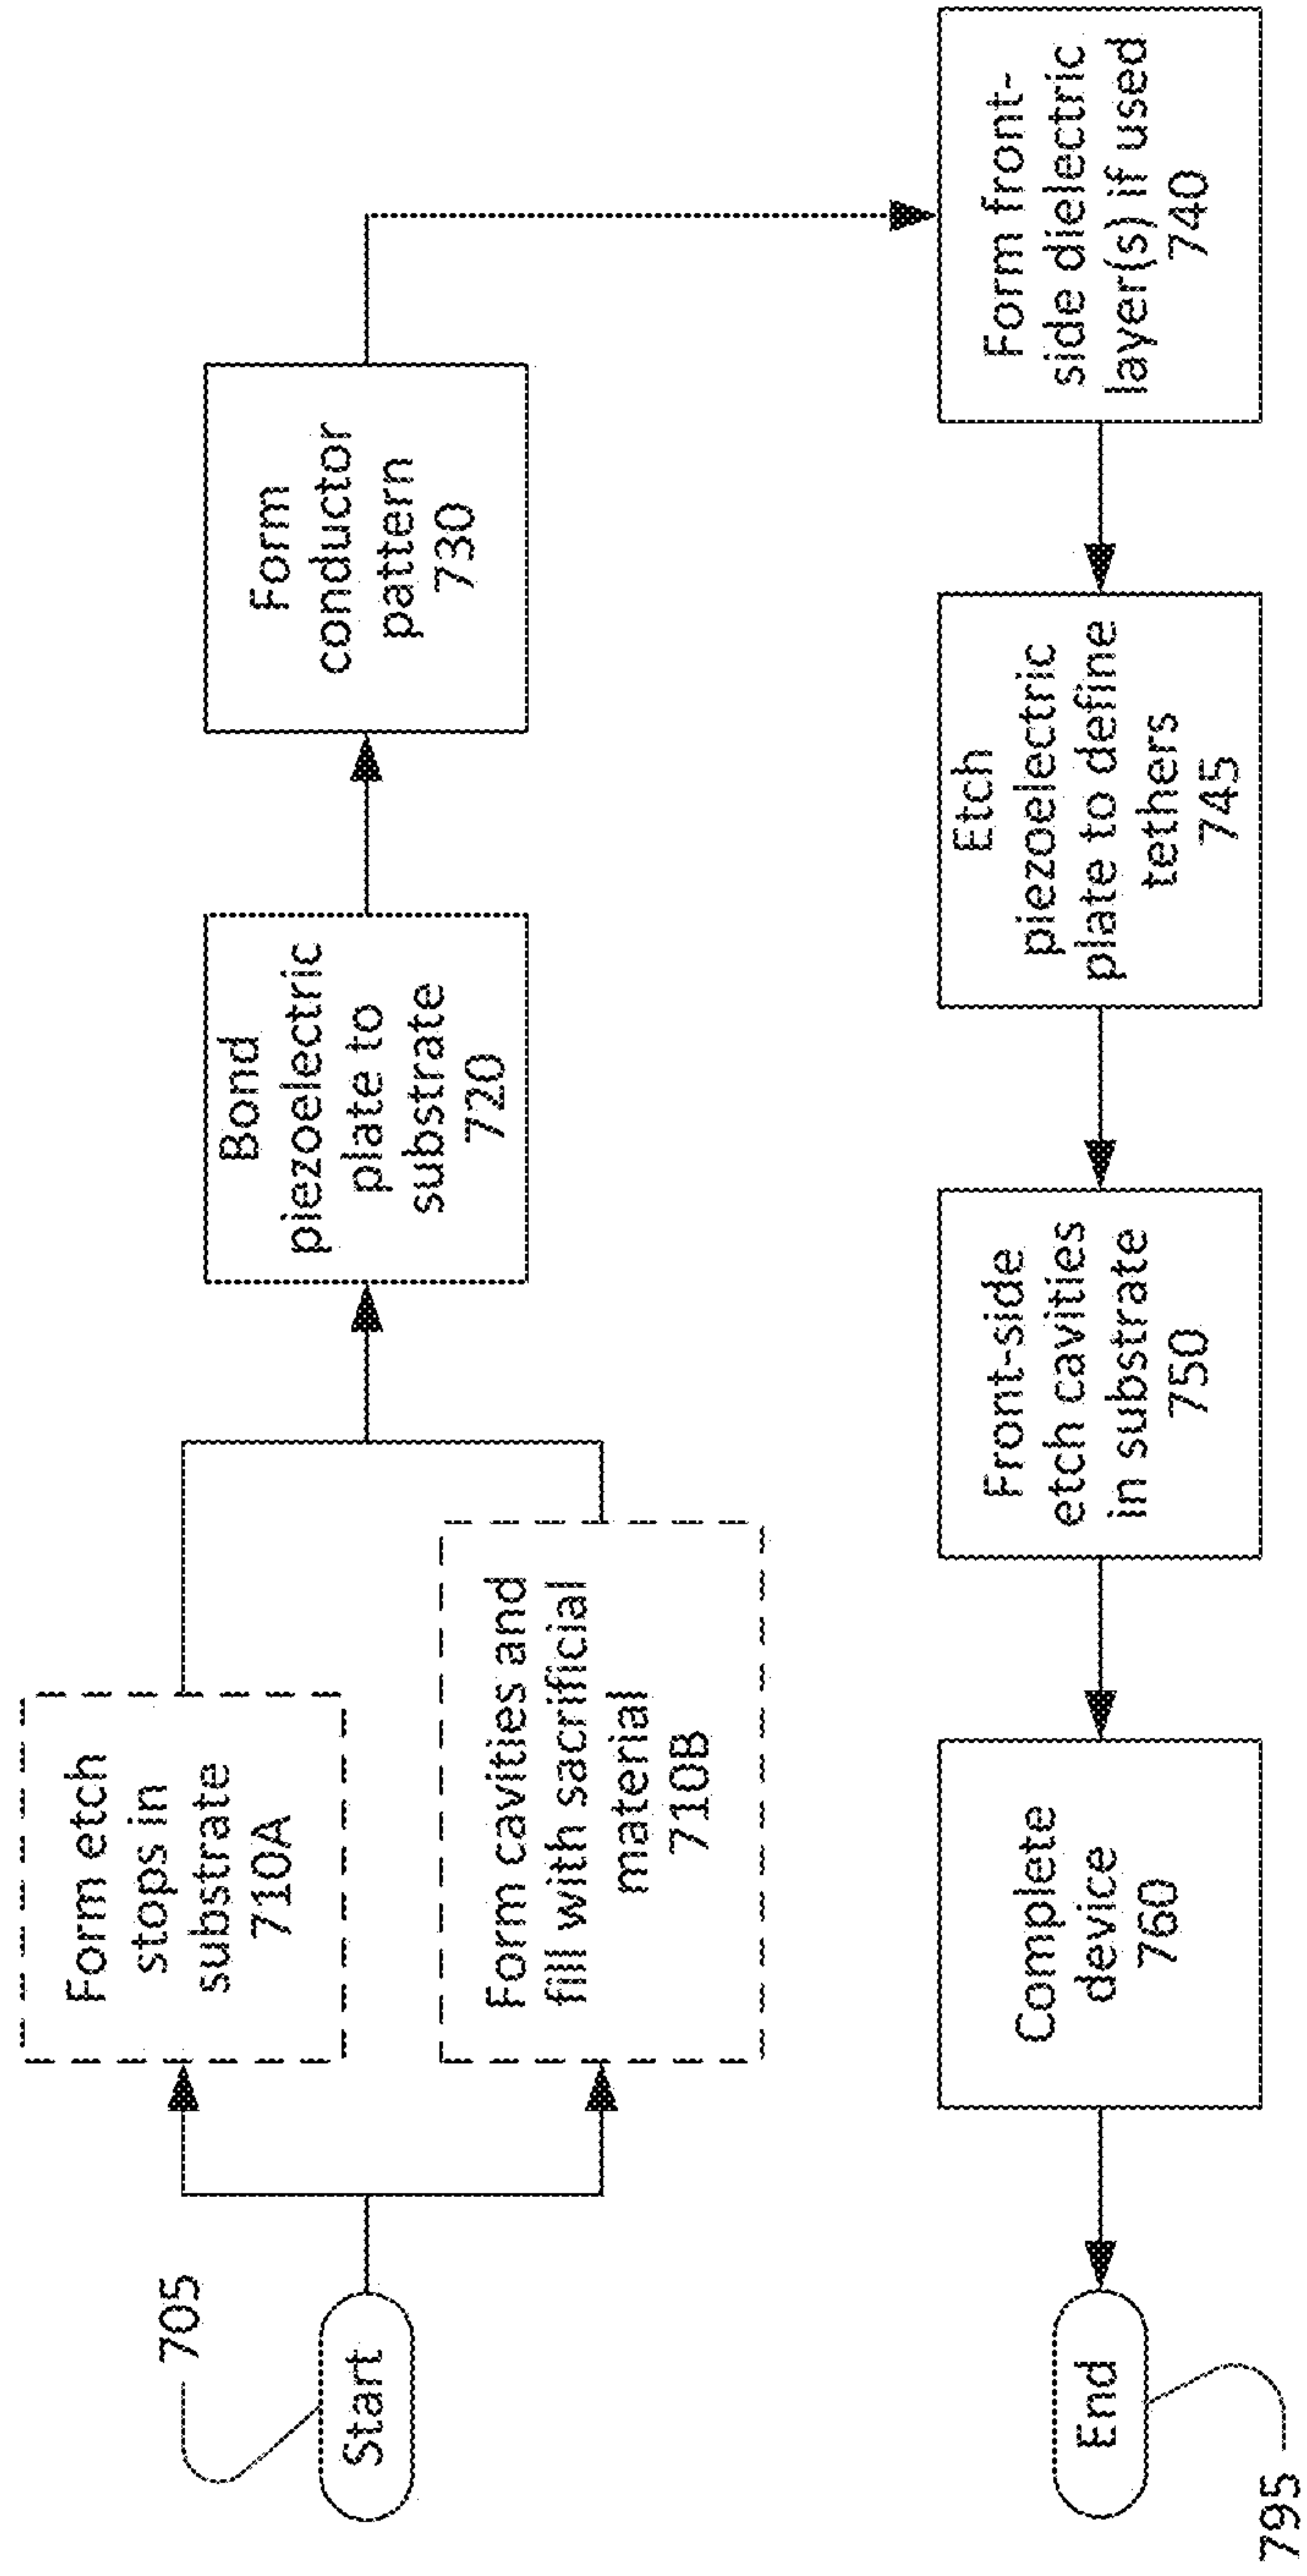 705
Start
Form etch
stops in
substrate
710A
Form cavities and
fill with sacrificial
material
710B
Bond
piezoelectric
plate to
substrate
720
Form
conductor
pattern
730
Form front-
side dielectric
layer(s) if used
740
Etch
piezoelectric
plate to define
tethers
745
Front-side
etch cavities
in substrate
750
Complete
device
760
End
795